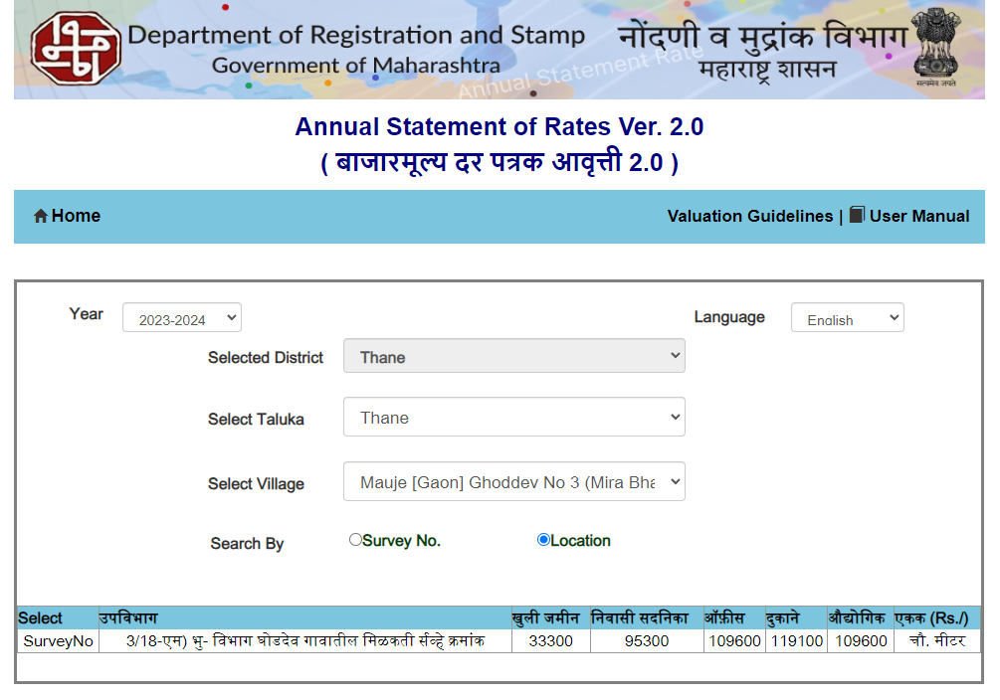 Department of Registration and Stamp नोंदणी व मुद्रांक विभाग
Government of Maharashtra महाराष्ट्र शासन
Annual Statement Rate
सत्यमेव जयते
Annual Statement of Rates Ver. 2.0
( बाजारमूल्य दर पत्रक आवृत्ती 2.0 )
Home Valuation Guidelines | User Manual
Year 2023-2024 Language English
Selected District Thane
Select Taluka Thane
Select Village Mauje [Gaon] Ghoddev No 3 (Mira Bha
Search By Survey No. Location
Select उपविभाग खुली जमीन निवासी सदनिका ऑफ़ीस दुकाने औद्योगिक एकक (Rs./)
SurveyNo 3/18-एम) भु- विभाग घोडदेव गावातील मिळकती र्सव्हे क्रमांक 33300 95300 109600 119100 109600 चौ. मीटर